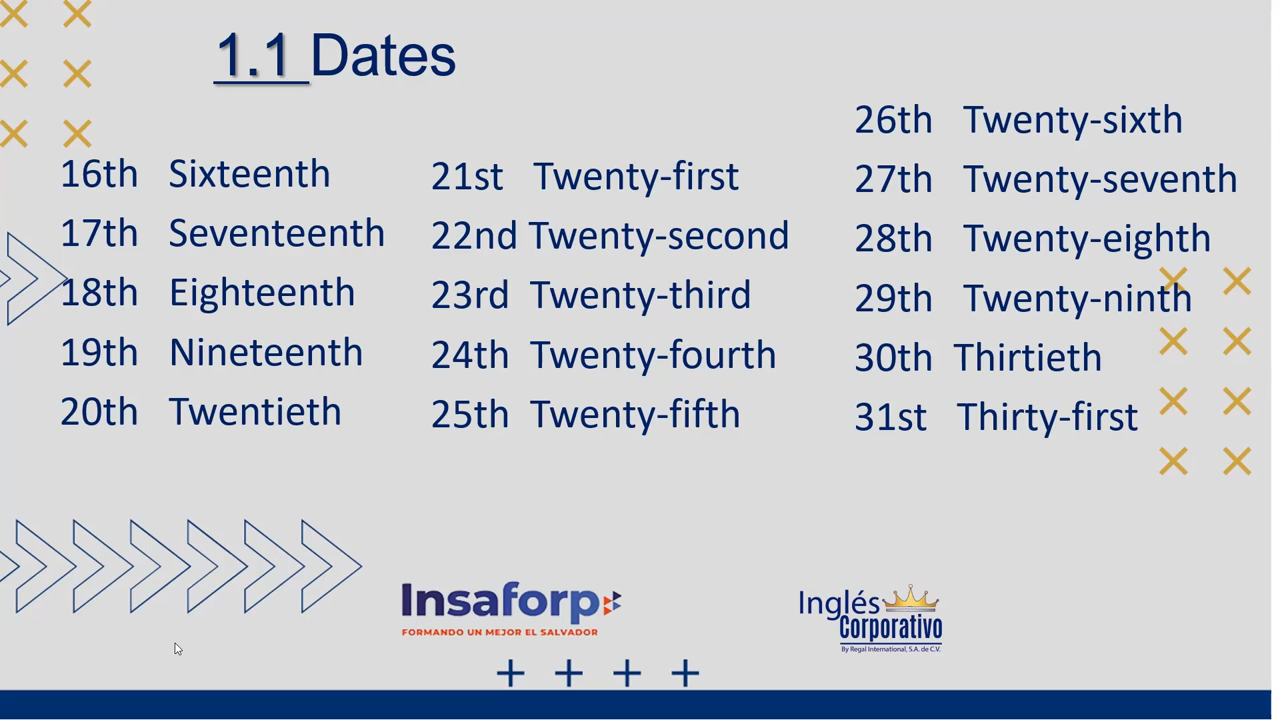 1.1 Dates
16th Sixteenth
17th Seventeenth
18th Eighteenth
19th Nineteenth
20th Twentieth
21st Twenty-first
22nd Twenty-second
23rd Twenty-third
24th Twenty-fourth
25th Twenty-fifth
26th Twenty-sixth
27th Twenty-seventh
28th Twenty-eighth
29th Twenty-ninth
30th Thirtieth
31st Thirty-first
Insaforp
FORMANDO UN MEJOR EL SALVADOR
Inglés
Corporativo
By Regal International, S.A. de C.V.